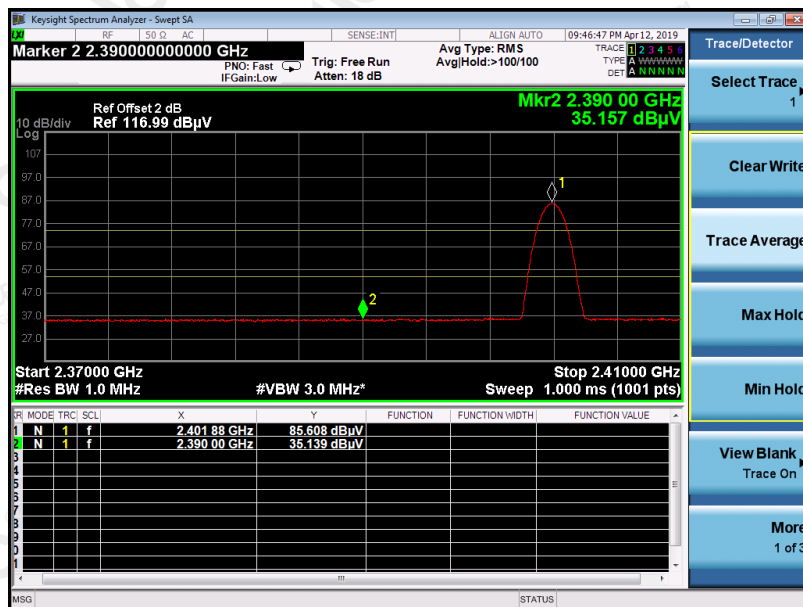 Keysight Spectrum Analyzer - Swept SA
LXI RF 50 Ω AC SENSE:INT ALIGN AUTO 09:46:47 PM Apr 12, 2019
Marker 2 2.390000000000 GHz
PNO: Fast
IFGain:Low
Trig: Free Run
Atten: 18 dB
Avg Type: RMS
Avg|Hold:>100/100
TRACE 1 2 3 4 5 6
TYPE A WWWWW
DET A N N N N N
Mkr2 2.390 00 GHz
35.157 dBµV
Ref Offset 2 dB
10 dB/div Ref 116.99 dBµV
Log
107
97.0
87.0
77.0
67.0
57.0
47.0
37.0
27.0
1
2
Start 2.37000 GHz Stop 2.41000 GHz
#Res BW 1.0 MHz #VBW 3.0 MHz* Sweep 1.000 ms (1001 pts)
MODE TRC SCL X Y FUNCTION FUNCTION WIDTH FUNCTION VALUE
1 N 1 f 2.401 88 GHz 85.608 dBµV
2 N 1 f 2.390 00 GHz 35.139 dBµV
3
4
5
6
7
8
9
0
1
MSG STATUS
Trace/Detector
Select Trace
1
Clear Write
Trace Average
Max Hold
Min Hold
View Blank
Trace On
More
1 of 3